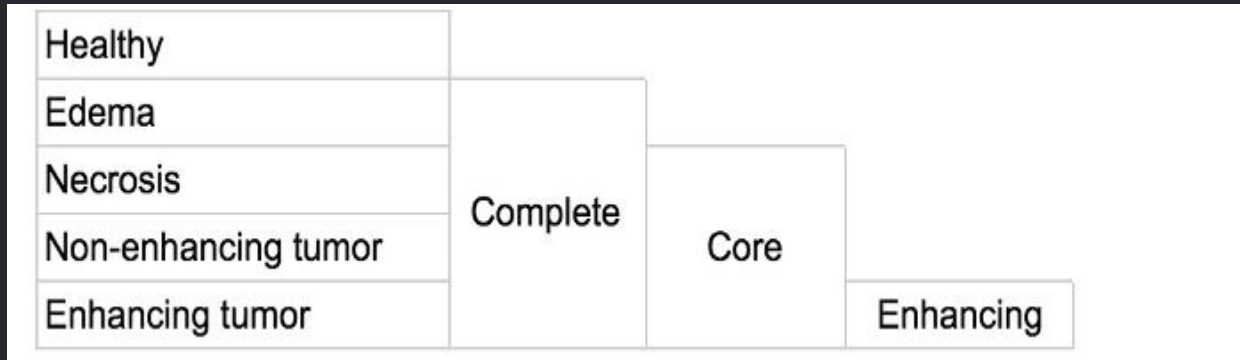 Healthy
Edema
Necrosis
Complete
Non-enhancing tumor
Core
Enhancing tumor
Enhancing